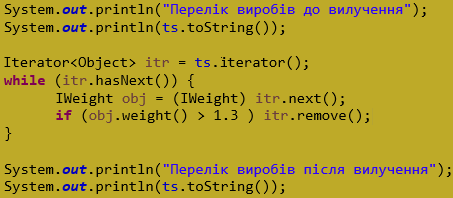 System.out.println("Перелік виробів до вилучення");
System.out.println(ts.toString());
Iterator<Object> itr = ts.iterator();
while (itr.hasNext()) {
IWeight obj = (IWeight) itr.next();
if (obj.weight() > 1.3 ) itr.remove();
}
System.out.println("Перелік виробів після вилучення");
System.out.println(ts.toString());